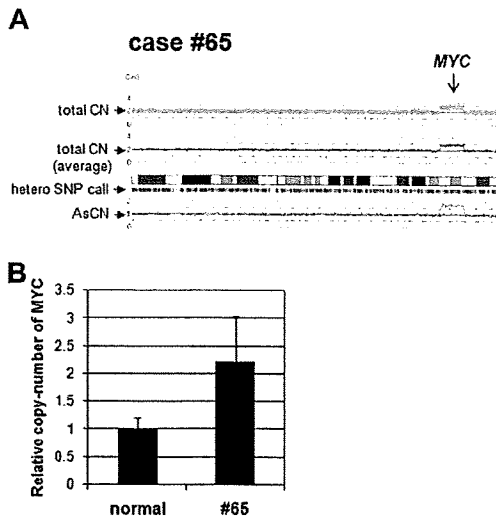 A
case #65
MYC
total CN
total CN
(average)
hetero SNP call
AsCN
B
Relative copy-number of MYC
3.5
3
2.5
2
1.5
1
0.5
0
normal
#65